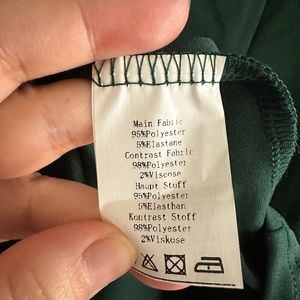 Main Fabric
95%Polyester
5%Elastane
Contrast Fabric
98%Polyester
2%Viscose
Haupt Stoff
95%Polyester
5%Elasthan
Kontrast Stoff
98%Polyester
2%Viskose